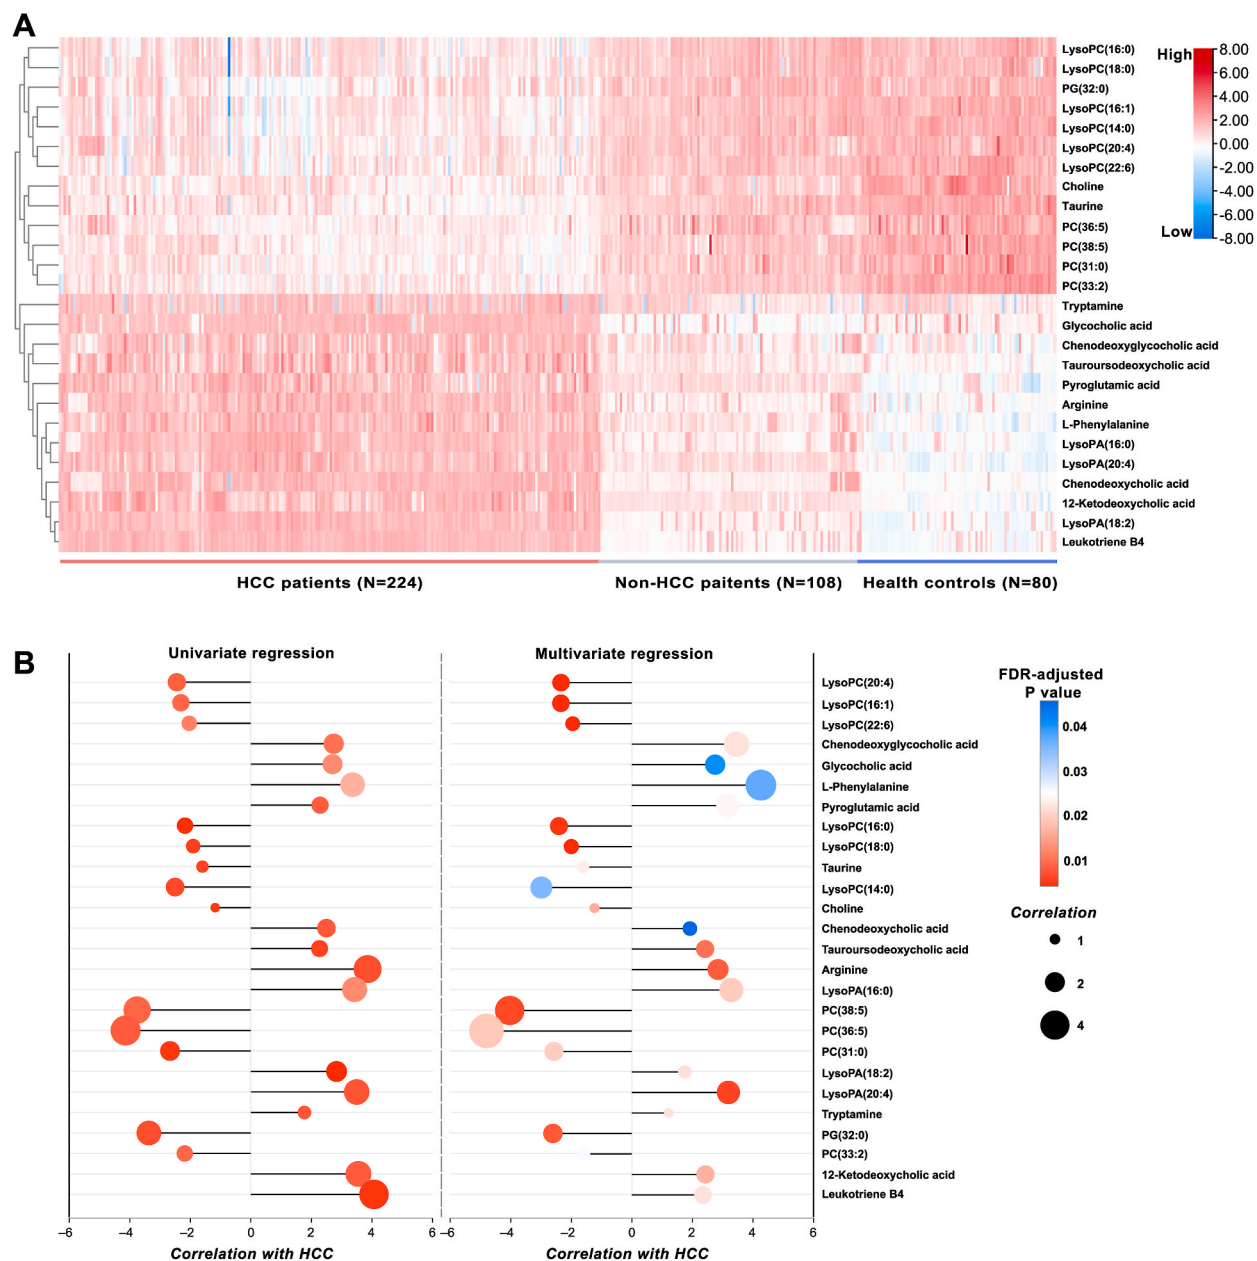 A
LysoPC(16:0)
LysoPC(18:0)
PG(32:0)
LysoPC(16:1)
LysoPC(14:0)
LysoPC(20:4)
LysoPC(22:6)
Choline
Taurine
PC(36:5)
PC(38:5)
PC(31:0)
PC(33:2)
Tryptamine
Glycocholic acid
Chenodeoxyglycocholic acid
Tauroursodeoxycholic acid
Pyroglutamic acid
Arginine
L-Phenylalanine
LysoPA(16:0)
LysoPA(20:4)
Chenodeoxycholic acid
12-Ketodeoxycholic acid
LysoPA(18:2)
Leukotriene B4
High
Low
8.00
6.00
4.00
2.00
0.00
-2.00
-4.00
-6.00
-8.00
HCC patients (N=224)
Non-HCC paitents (N=108)
Health controls (N=80)
B
Univariate regression
Multivariate regression
LysoPC(20:4)
LysoPC(16:1)
LysoPC(22:6)
Chenodeoxyglycocholic acid
Glycocholic acid
L-Phenylalanine
Pyroglutamic acid
LysoPC(16:0)
LysoPC(18:0)
Taurine
LysoPC(14:0)
Choline
Chenodeoxycholic acid
Tauroursodeoxycholic acid
Arginine
LysoPA(16:0)
PC(38:5)
PC(36:5)
PC(31:0)
LysoPA(18:2)
LysoPA(20:4)
Tryptamine
PG(32:0)
PC(33:2)
12-Ketodeoxycholic acid
Leukotriene B4
−6 −4 −2 0 2 4 6
−6 −4 −2 0 2 4 6
Correlation with HCC
Correlation with HCC
FDR-adjusted
P value
0.04
0.03
0.02
0.01
Correlation
1
2
4